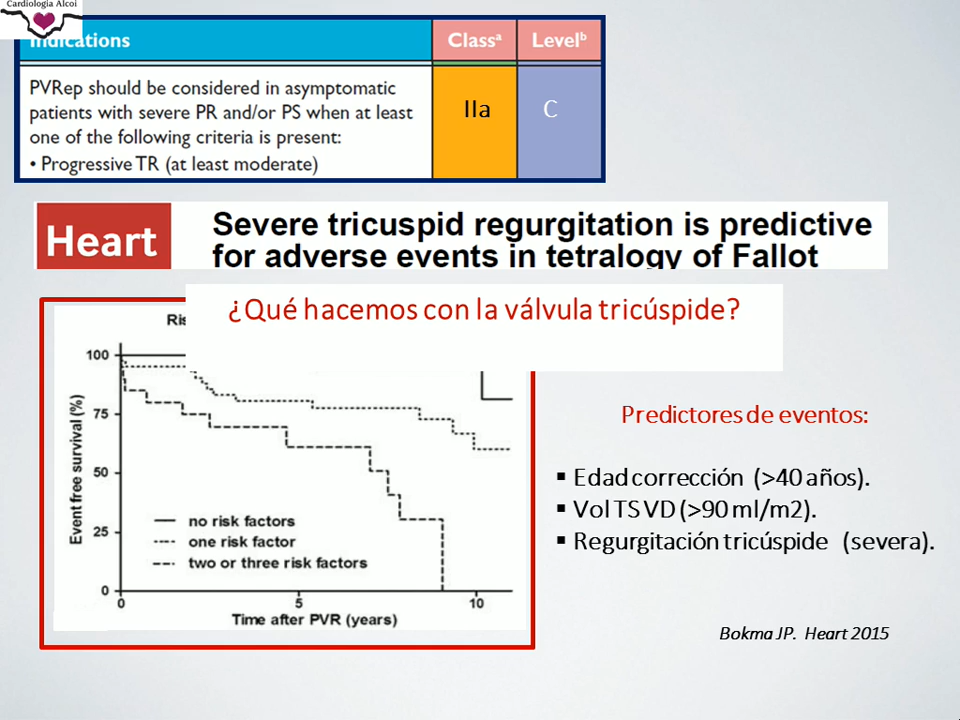 Cardiología Alcoi
Indications
Classᵃ
Levelᵇ
PVRep should be considered in asymptomatic
patients with severe PR and/or PS when at least
one of the following criteria is present:
• Progressive TR (at least moderate)
IIa
C
Heart
Severe tricuspid regurgitation is predictive
for adverse events in tetralogy of Fallot
¿Qué hacemos con la válvula tricúspide?
100
75
50
25
0
Event free survival (%)
no risk factors
one risk factor
two or three risk factors
0
5
10
Time after PVR (years)
Predictores de eventos:
▪ Edad corrección (>40 años).
▪ Vol TS VD (>90 ml/m2).
▪ Regurgitación tricúspide (severa).
Bokma JP. Heart 2015